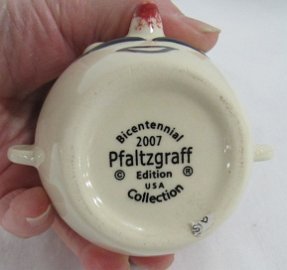 Bicentennial
2007
Pfaltzgraff
© Edition ®
USA
Collection